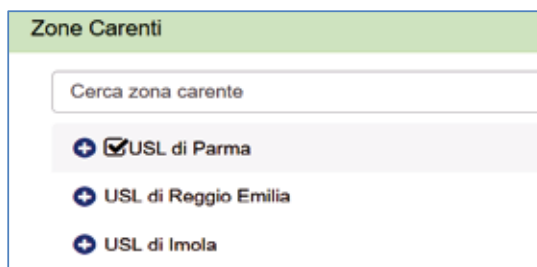 Zone Carenti
Cerca zona carente
USL di Parma
USL di Reggio Emilia
USL di Imola